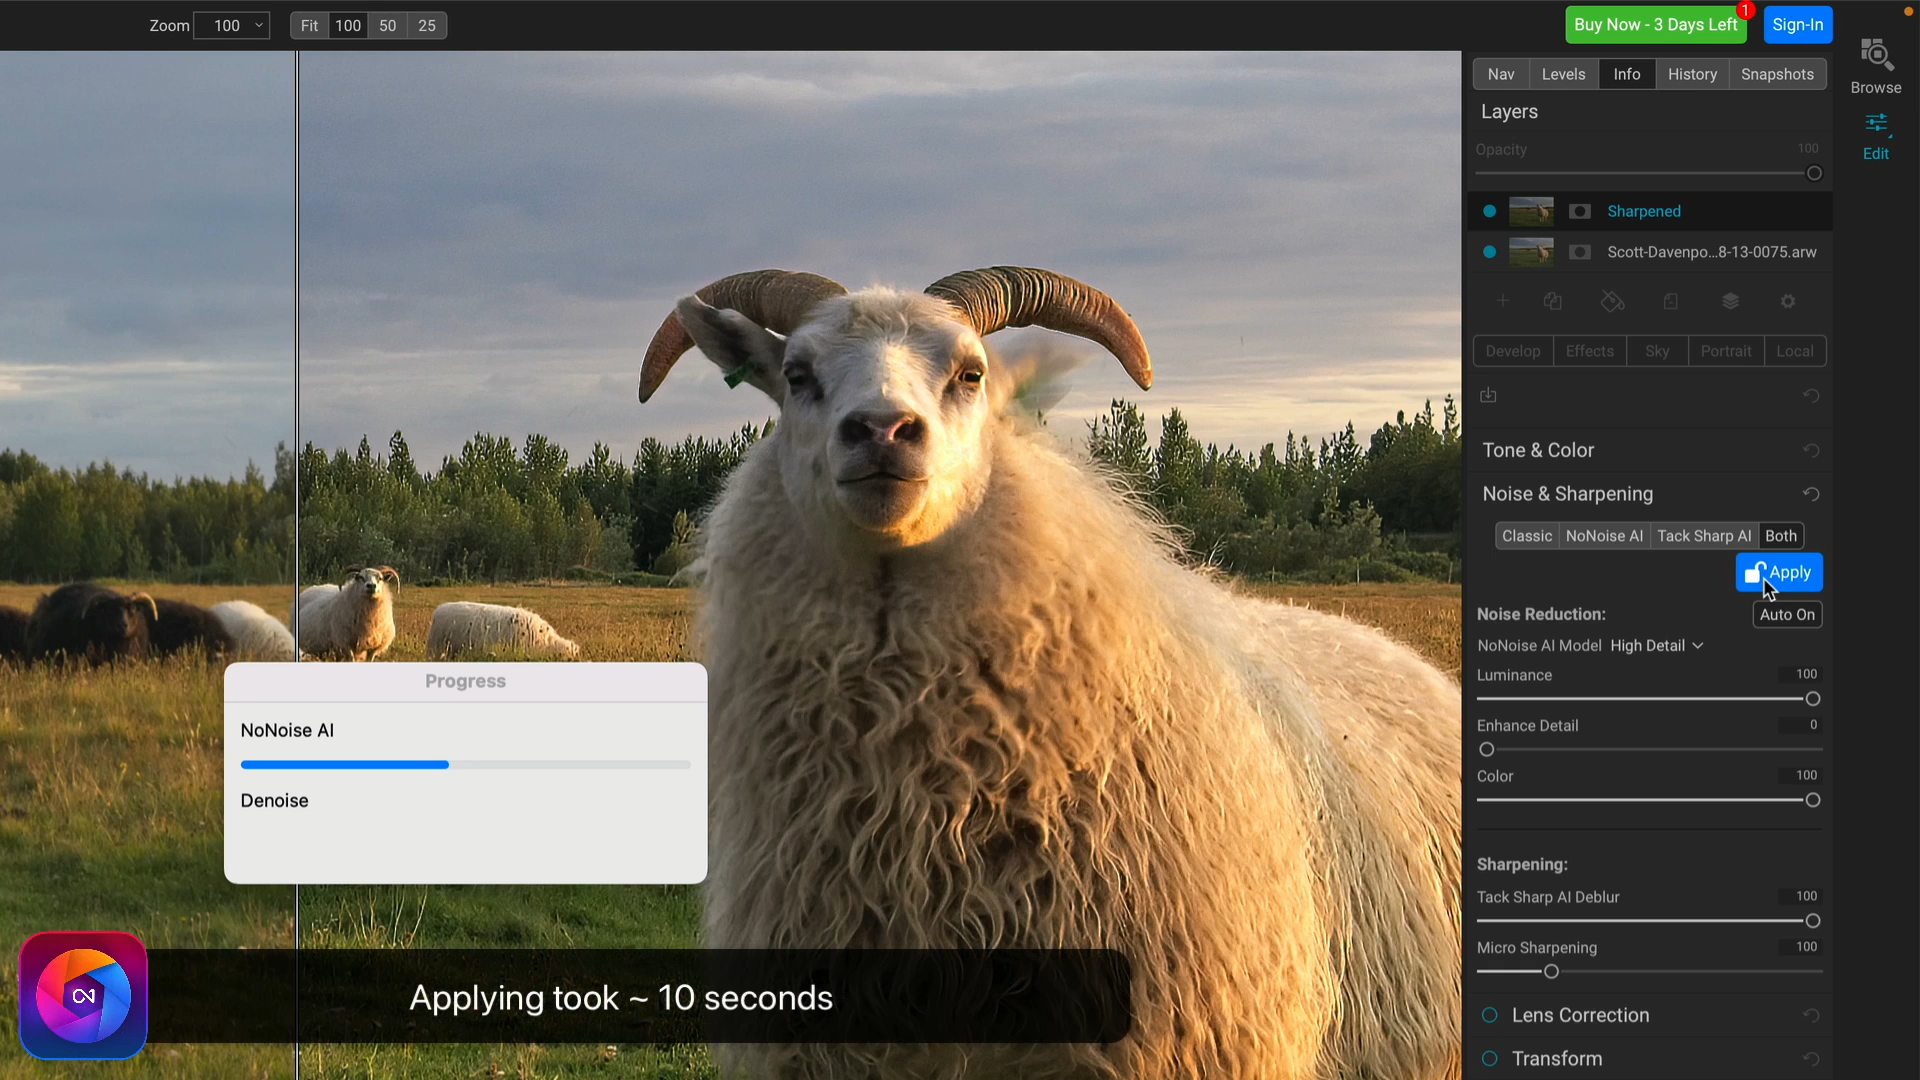 Zoom 100 Fit 100 50 25 Buy Now - 3 Days Left 1 Sign-In
Browse
Edit
Nav Levels Info History Snapshots
Layers
Opacity 100
Sharpened
Scott-Davenpo...8-13-0075.arw
Develop Effects Sky Portrait Local
Tone & Color
Noise & Sharpening
Classic NoNoise AI Tack Sharp AI Both
Apply
Noise Reduction: Auto On
NoNoise AI Model High Detail
Luminance 100
Enhance Detail 0
Color 100
Sharpening:
Tack Sharp AI Deblur 100
Micro Sharpening 100
Lens Correction
Transform
Progress
NoNoise AI
Denoise
Applying took ~ 10 seconds